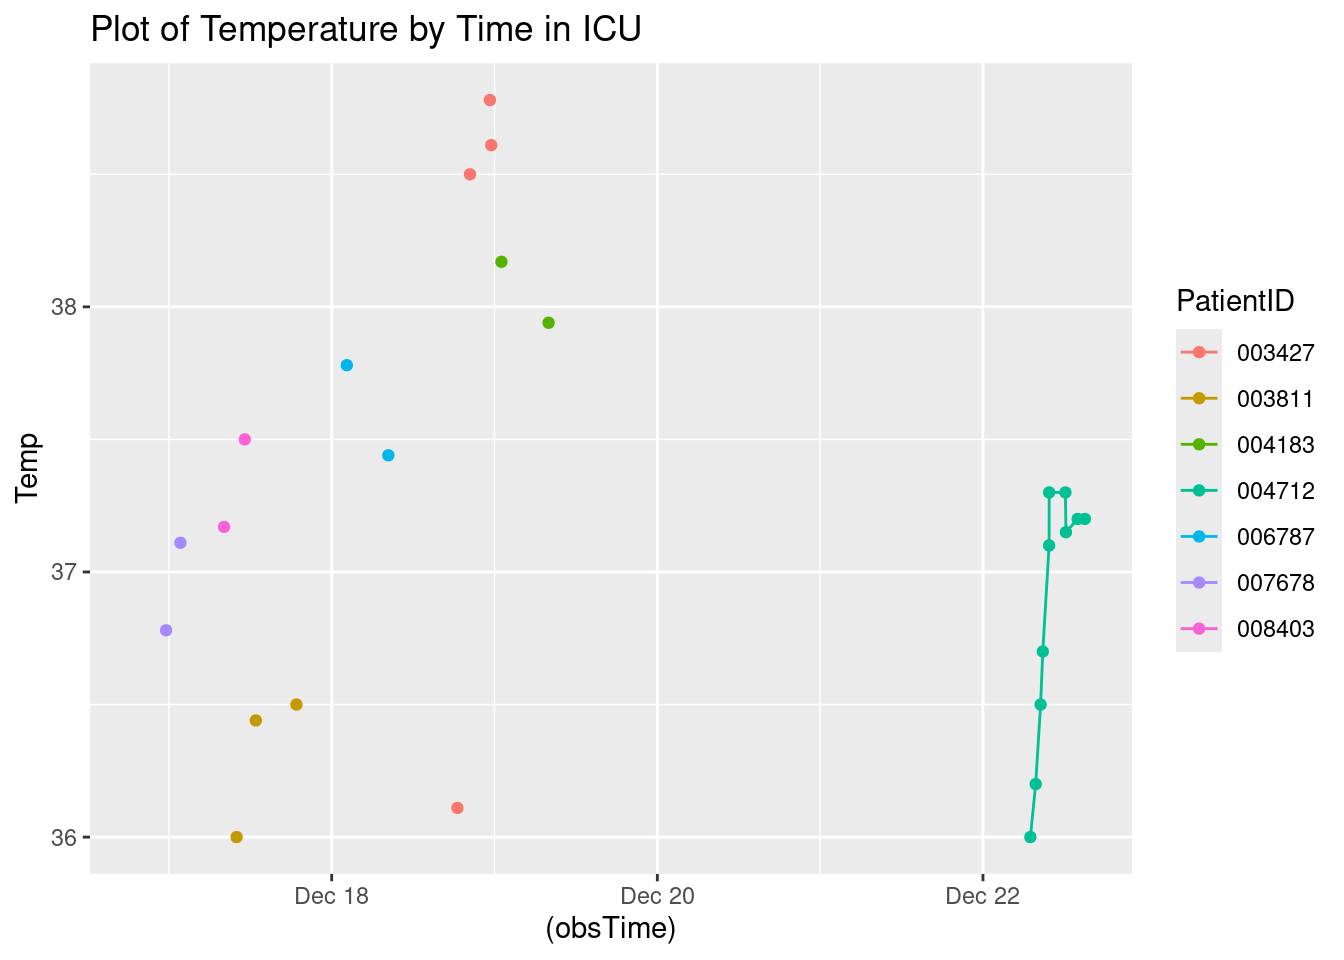 Plot of Temperature by Time in ICU
38
37
36
Temp
Dec 18
Dec 20
Dec 22
(obsTime)
PatientID
003427
003811
004183
004712
006787
007678
008403